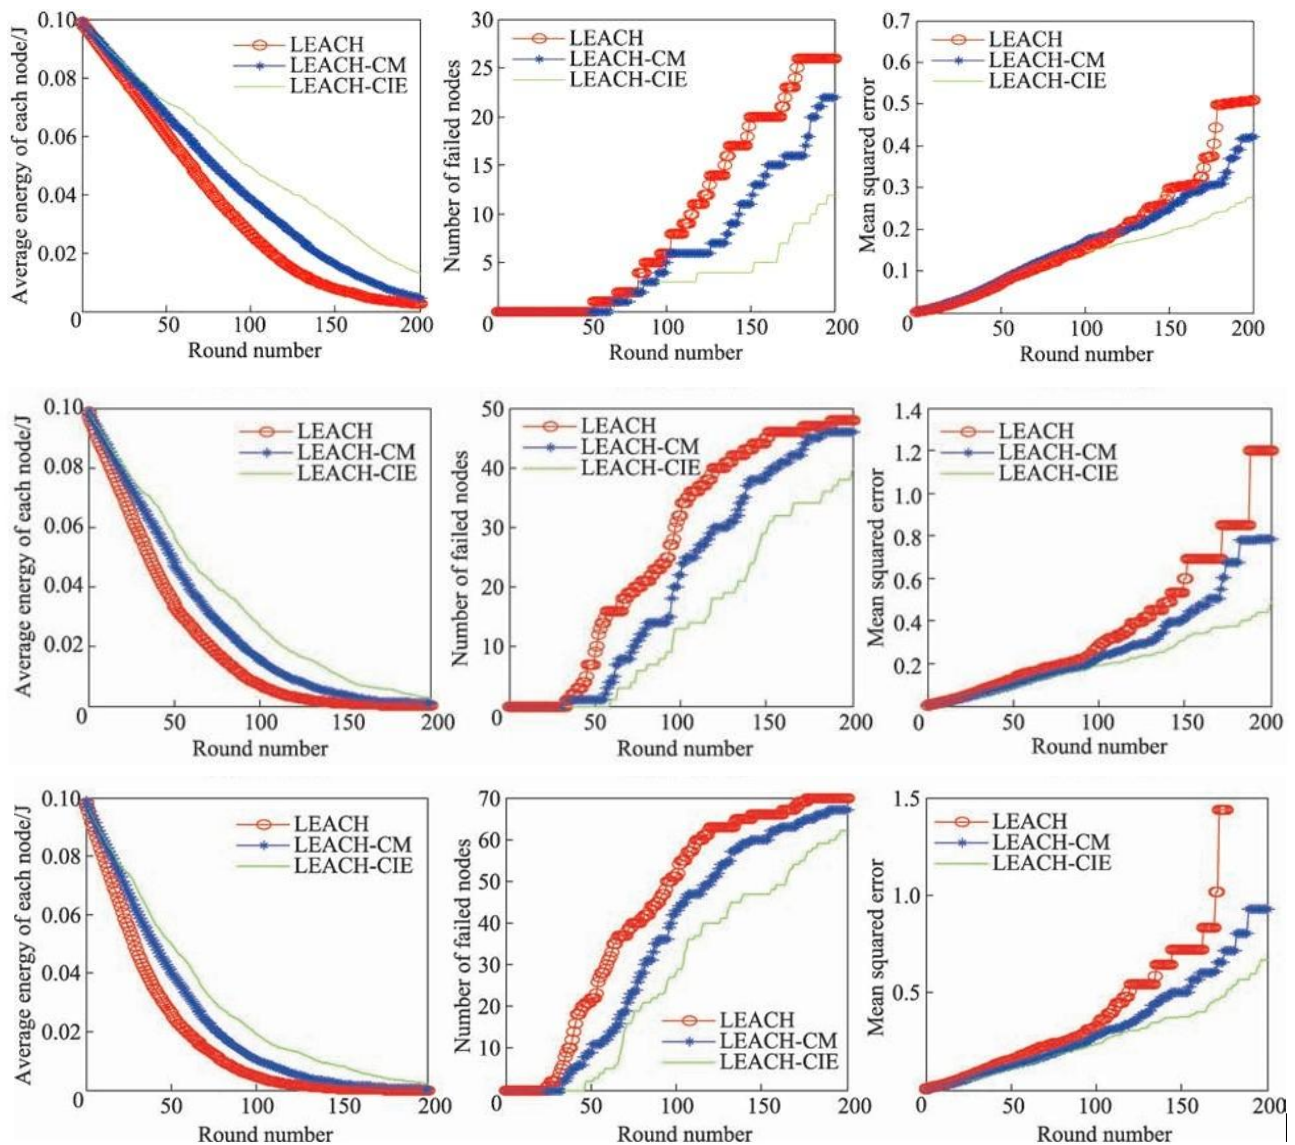 Average energy of each node/J
0.10
0.08
0.06
0.04
0.02
LEACH
LEACH-CM
LEACH-CIE
0 50 100 150 200
Round number
Number of failed nodes
30
25
20
15
10
5
LEACH
LEACH-CM
LEACH-CIE
0 50 100 150 200
Round number
Mean squared error
0.7
0.6
0.5
0.4
0.3
0.2
0.1
LEACH
LEACH-CM
LEACH-CIE
0 50 100 150 200
Round number
Average energy of each node/J
0.10
0.08
0.06
0.04
0.02
LEACH
LEACH-CM
LEACH-CIE
0 50 100 150 200
Round number
Number of failed nodes
50
40
30
20
10
LEACH
LEACH-CM
LEACH-CIE
0 50 100 150 200
Round number
Mean squared error
1.4
1.2
1.0
0.8
0.6
0.4
0.2
LEACH
LEACH-CM
LEACH-CIE
0 50 100 150 200
Round number
Average energy of each node/J
0.10
0.08
0.06
0.04
0.02
LEACH
LEACH-CM
LEACH-CIE
0 50 100 150 200
Round number
Number of failed nodes
70
60
50
40
30
20
10
LEACH
LEACH-CM
LEACH-CIE
0 50 100 150 200
Round number
Mean squared error
1.5
1.0
0.5
LEACH
LEACH-CM
LEACH-CIE
0 50 100 150 200
Round number